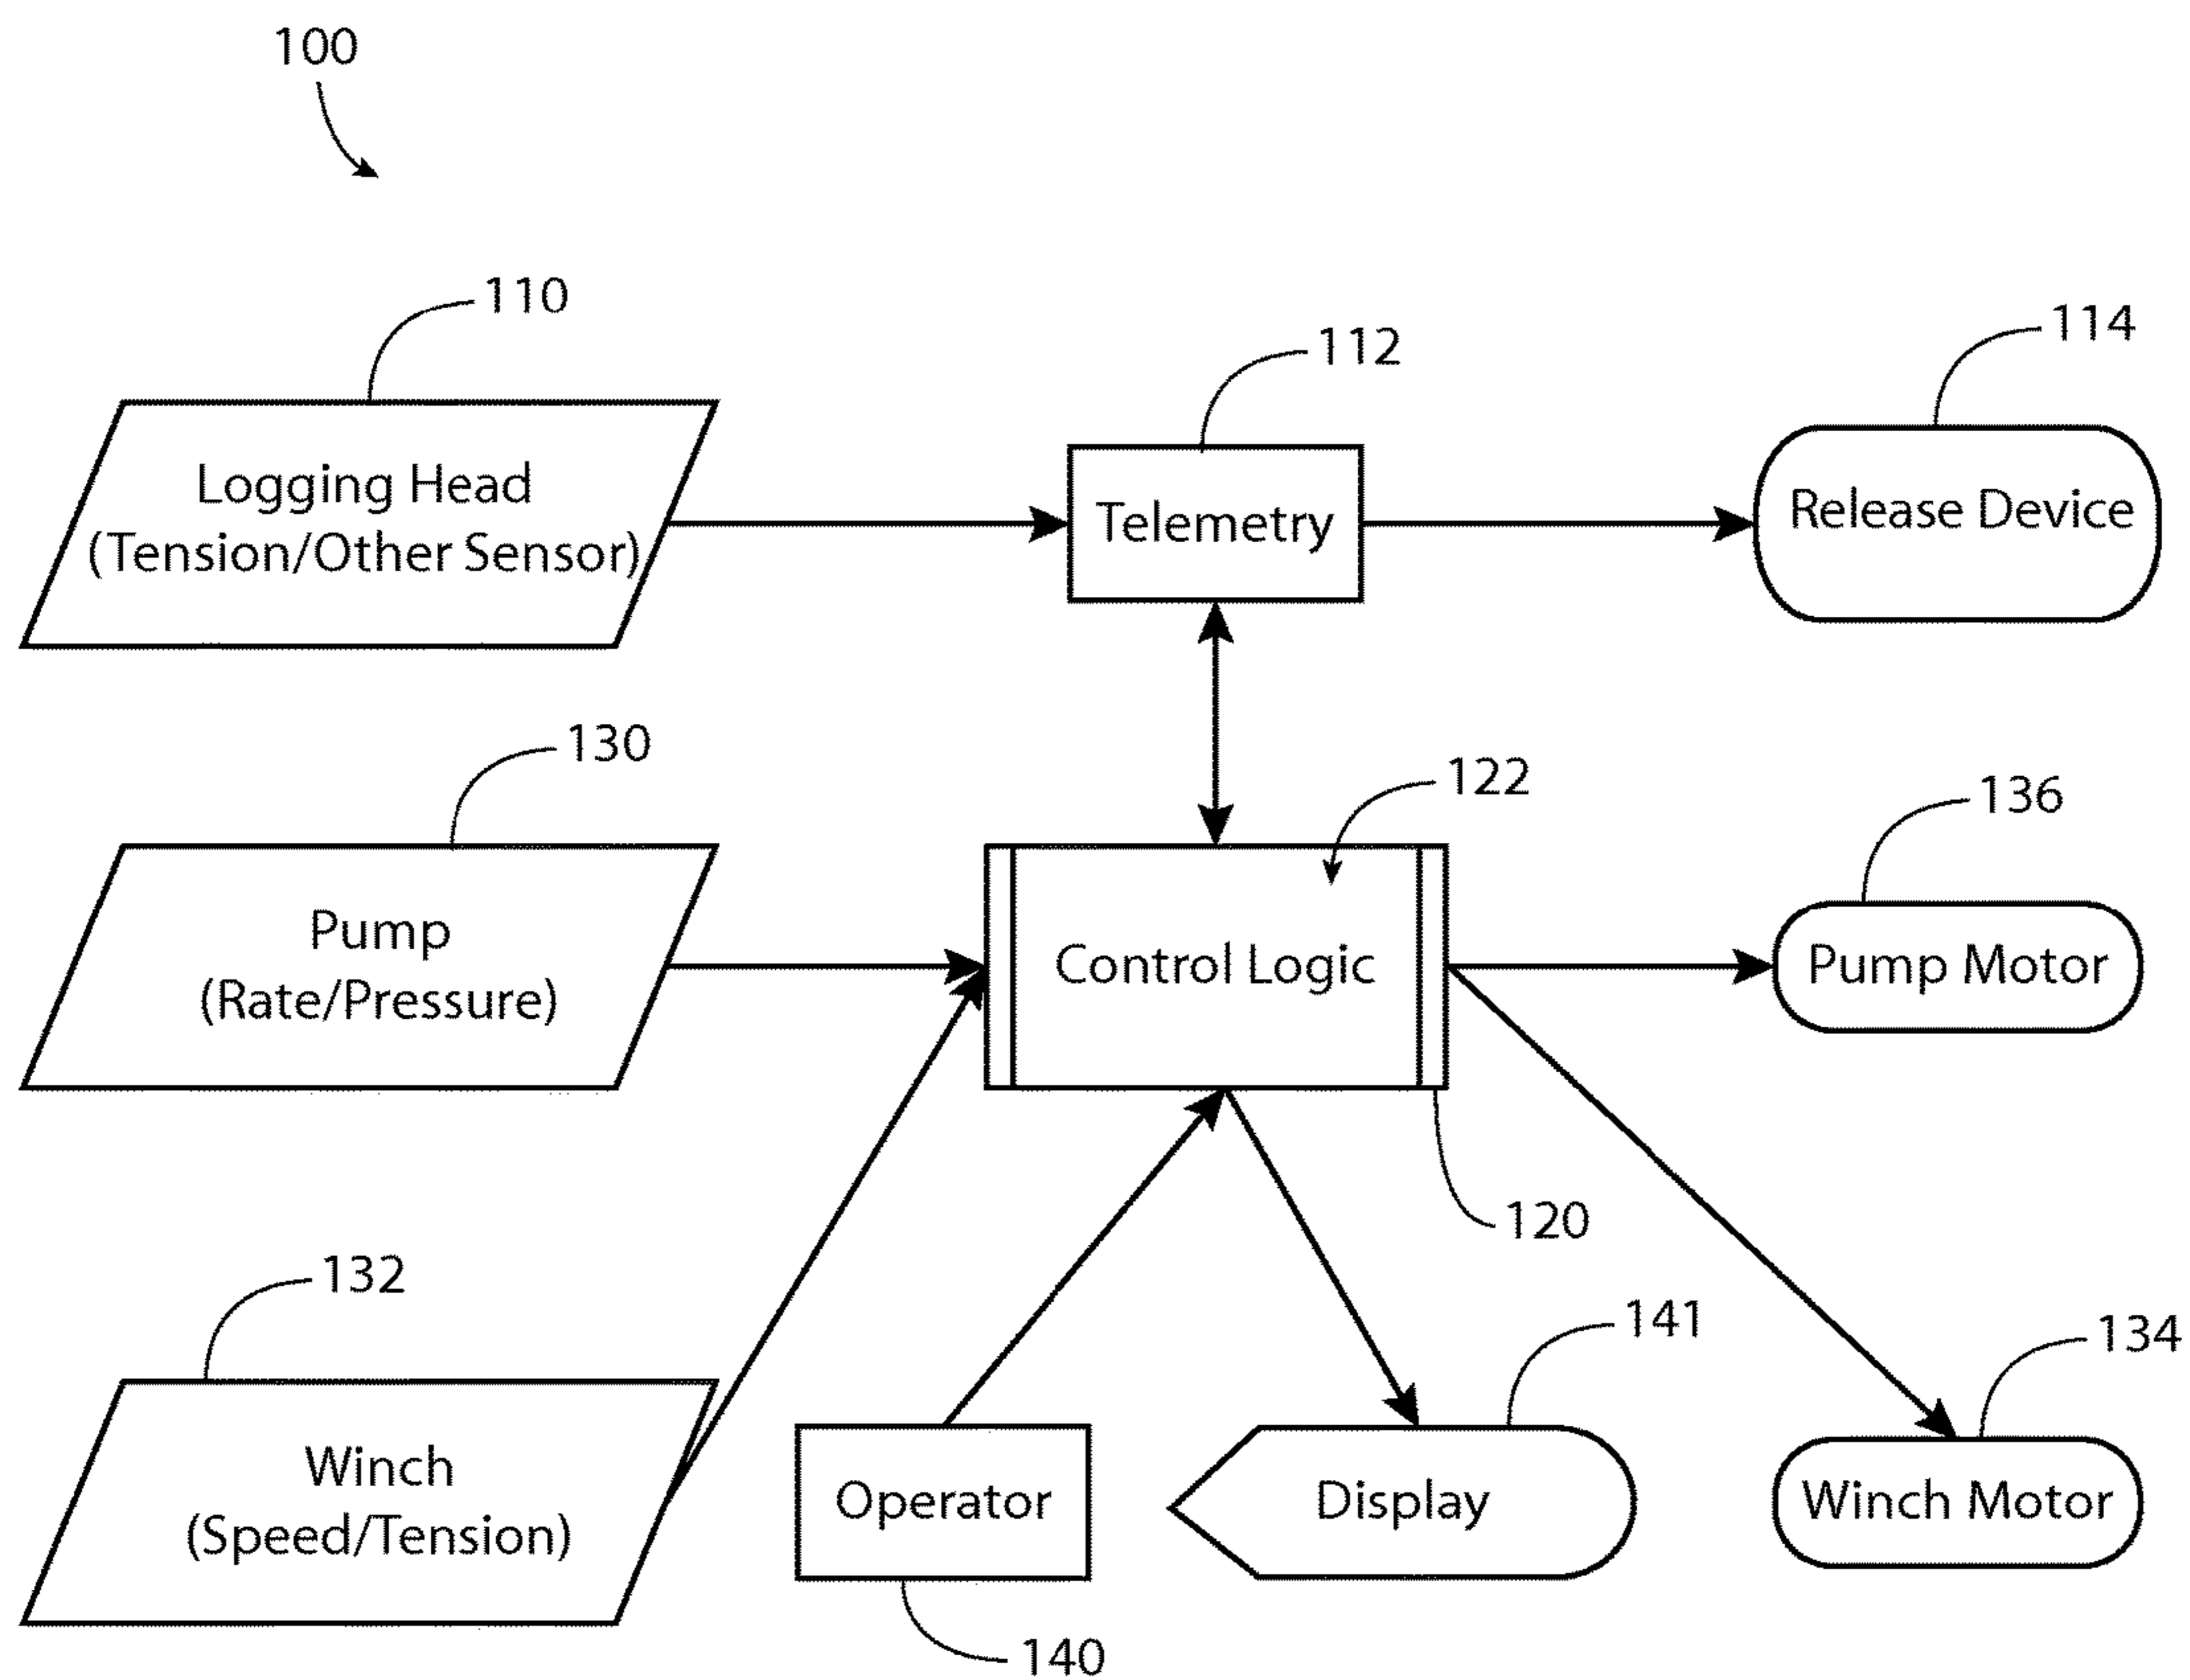 100
110
112
114
Logging Head
(Tension/Other Sensor)
Telemetry
Release Device
130
122
136
Pump
(Rate/Pressure)
Control Logic
Pump Motor
120
132
141
134
Winch
(Speed/Tension)
Operator
Display
Winch Motor
140